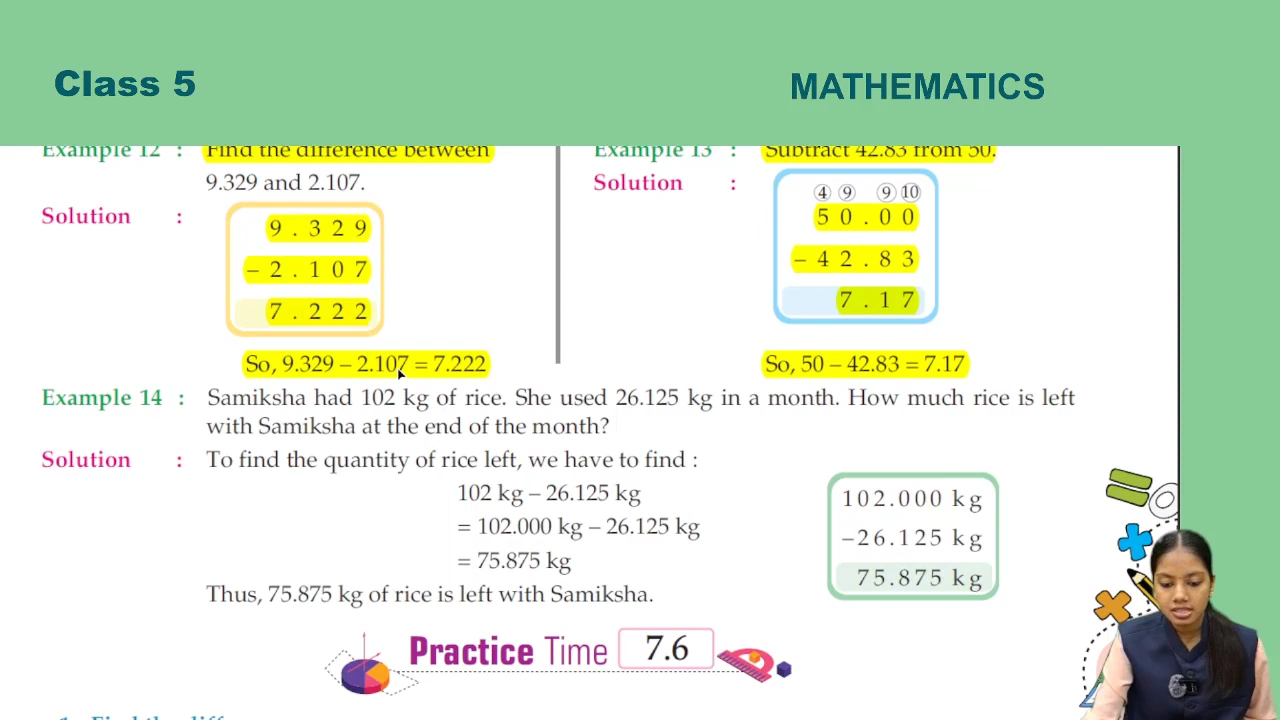 Class 5
MATHEMATICS
Example 12 : Find the difference between
9.329 and 2.107.
Solution :
9 . 3 2 9
– 2 . 1 0 7
7 . 2 2 2
So, 9.329 – 2.107 = 7.222
Example 13 : Subtract 42.83 from 50.
Solution :
4 9 9 10
5 0 . 0 0
– 4 2 . 8 3
7 . 1 7
So, 50 – 42.83 = 7.17
Example 14 : Samiksha had 102 kg of rice. She used 26.125 kg in a month. How much rice is left
with Samiksha at the end of the month?
Solution : To find the quantity of rice left, we have to find :
102 kg – 26.125 kg
= 102.000 kg – 26.125 kg
= 75.875 kg
102.000 kg
–26.125 kg
75.875 kg
Thus, 75.875 kg of rice is left with Samiksha.
Practice Time 7.6